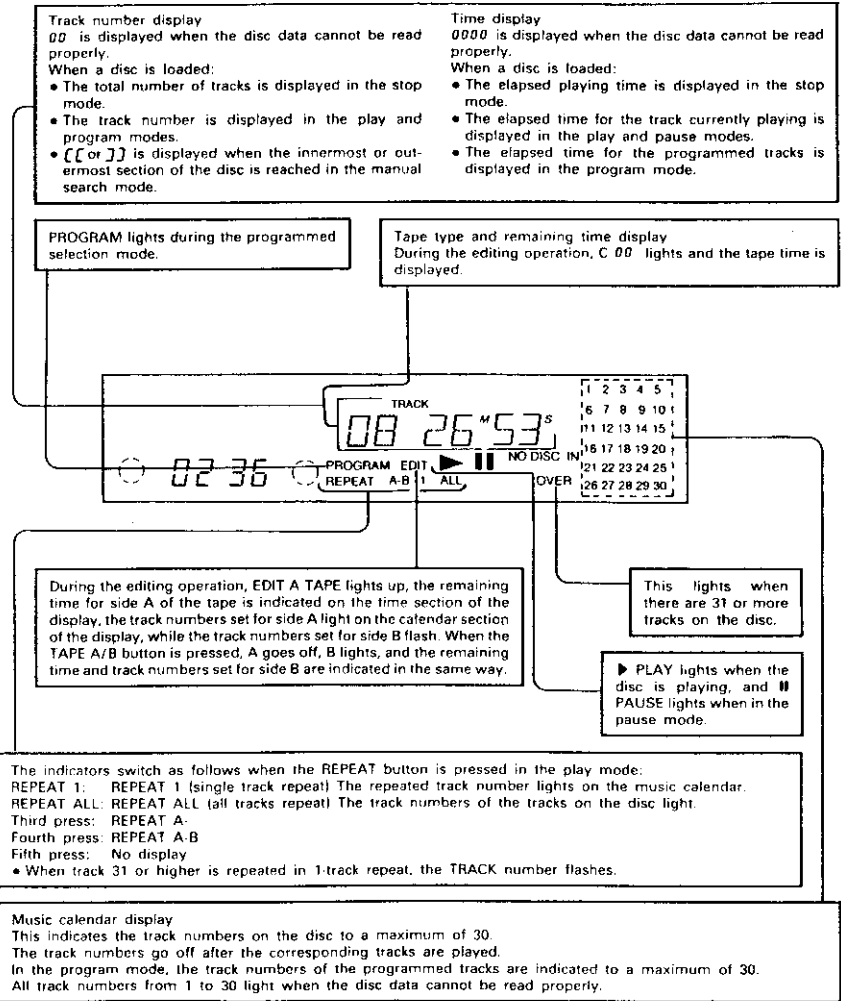 Track number display
00 is displayed when the disc data cannot be read
properly.
When a disc is loaded:
• The total number of tracks is displayed in the stop
mode.
• The track number is displayed in the play and
program modes.
• [[ or ]] is displayed when the innermost or out-
ermost section of the disc is reached in the manual
search mode.
Time display
0000 is displayed when the disc data cannot be read
properly.
When a disc is loaded:
• The elapsed playing time is displayed in the stop
mode.
• The elapsed time for the track currently playing is
displayed in the play and pause modes.
• The elapsed time for the programmed tracks is
displayed in the program mode.
PROGRAM lights during the programmed
selection mode.
Tape type and remaining time display
During the editing operation, C 00 lights and the tape time is
displayed.
TRACK
08 26 M 53 S
NO DISC IN
02 36
PROGRAM EDIT ▶ ❚❚
REPEAT A-B 1 ALL
OVER
1 2 3 4 5
6 7 8 9 10
11 12 13 14 15
16 17 18 19 20
21 22 23 24 25
26 27 28 29 30
During the editing operation, EDIT A TAPE lights up, the remaining
time for side A of the tape is indicated on the time section of the
display, the track numbers set for side A light on the calendar section
of the display, while the track numbers set for side B flash. When the
TAPE A/B button is pressed, A goes off, B lights, and the remaining
time and track numbers set for side B are indicated in the same way.
This lights when
there are 31 or more
tracks on the disc.
▶ PLAY lights when the
disc is playing, and ❚❚
PAUSE lights when in the
pause mode.
The indicators switch as follows when the REPEAT button is pressed in the play mode:
REPEAT 1: REPEAT 1 (single track repeat) The repeated track number lights on the music calendar.
REPEAT ALL: REPEAT ALL (all tracks repeat) The track numbers of the tracks on the disc light.
Third press: REPEAT A-
Fourth press: REPEAT A-B
Fifth press: No display
• When track 31 or higher is repeated in 1-track repeat, the TRACK number flashes.
Music calendar display
This indicates the track numbers on the disc to a maximum of 30.
The track numbers go off after the corresponding tracks are played.
In the program mode, the track numbers of the programmed tracks are indicated to a maximum of 30.
All track numbers from 1 to 30 light when the disc data cannot be read properly.